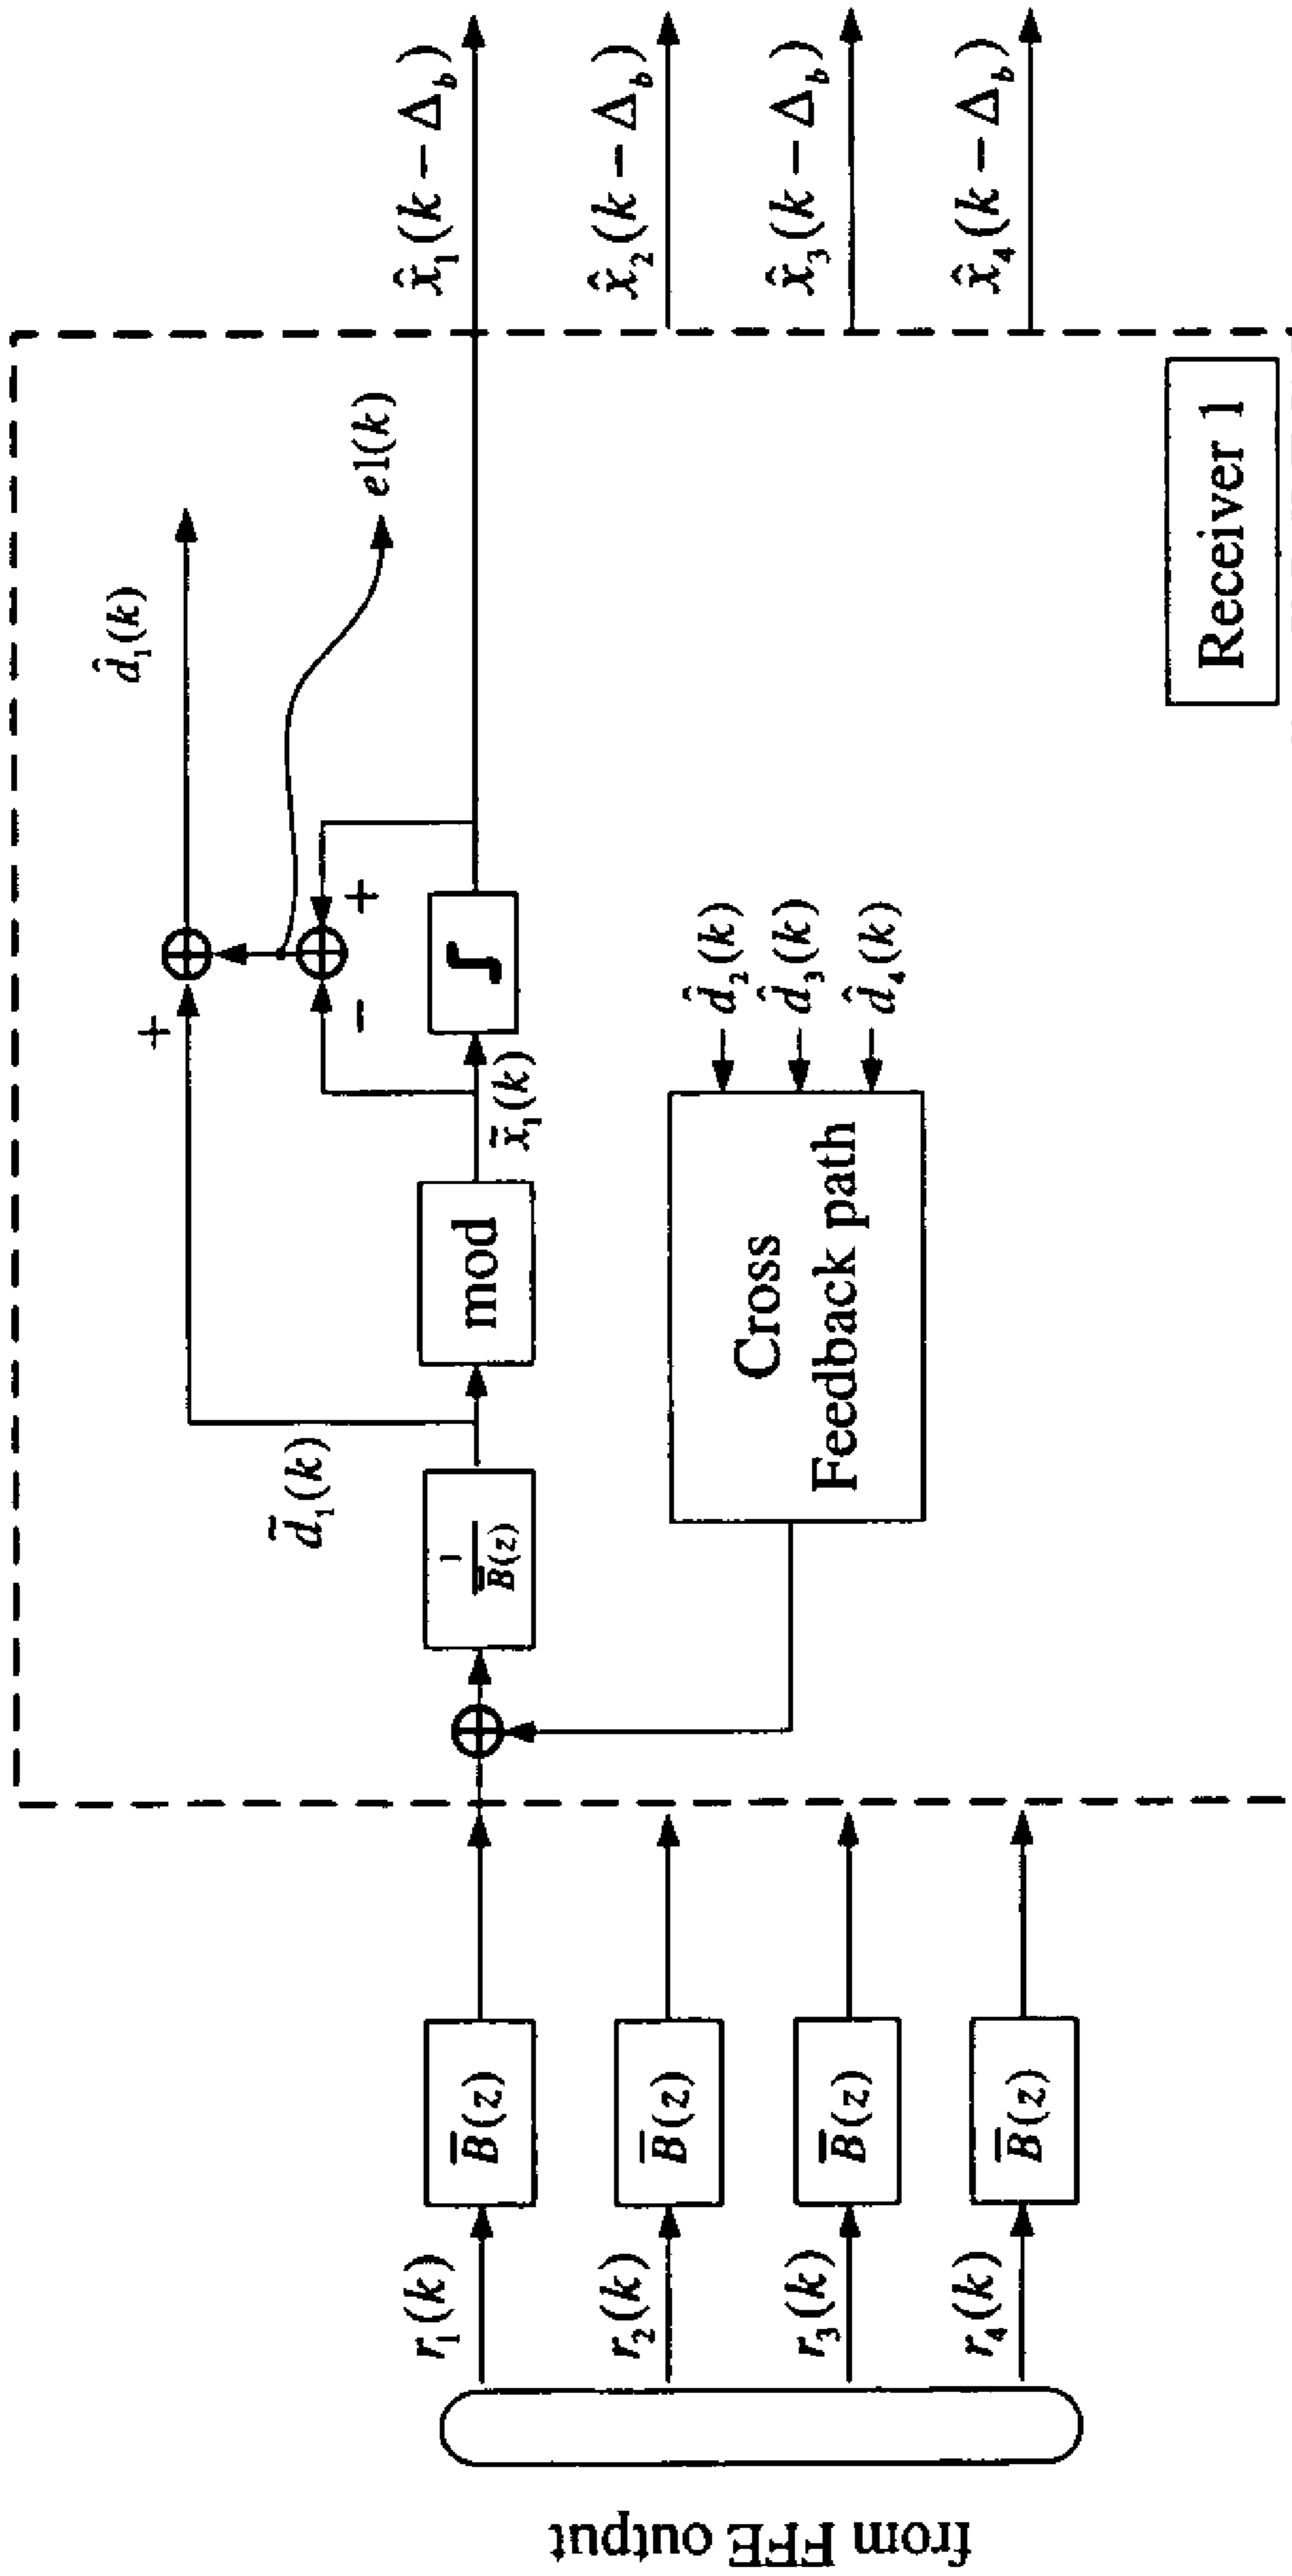 from FFE output
r₁(k)
r₂(k)
r₃(k)
r₄(k)
B̅(z)
B̅(z)
B̅(z)
B̅(z)
1
B̅(z)
d̃₁(k)
mod
x̃₁(k)
∫
+
−
+
d̂₁(k)
e1(k)
Cross
Feedback path
d̂₂(k)
d̂₃(k)
d̂₄(k)
x̂₁(k − Δ_b)
x̂₂(k − Δ_b)
x̂₃(k − Δ_b)
x̂₄(k − Δ_b)
Receiver 1